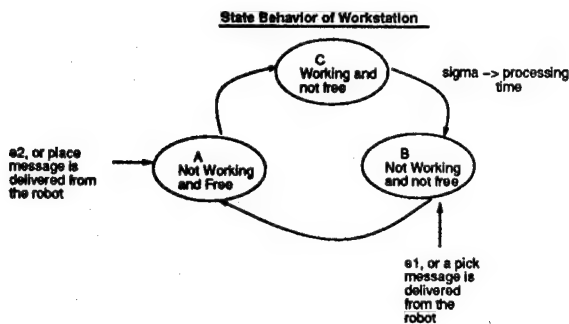 State Behavior of Workstation
C
Working and
not free
sigma -> processing
time
e2, or place
message is
delivered from
the robot
A
Not Working
and Free
B
Not Working
and not free
e1, or a pick
message is
delivered
from the
robot